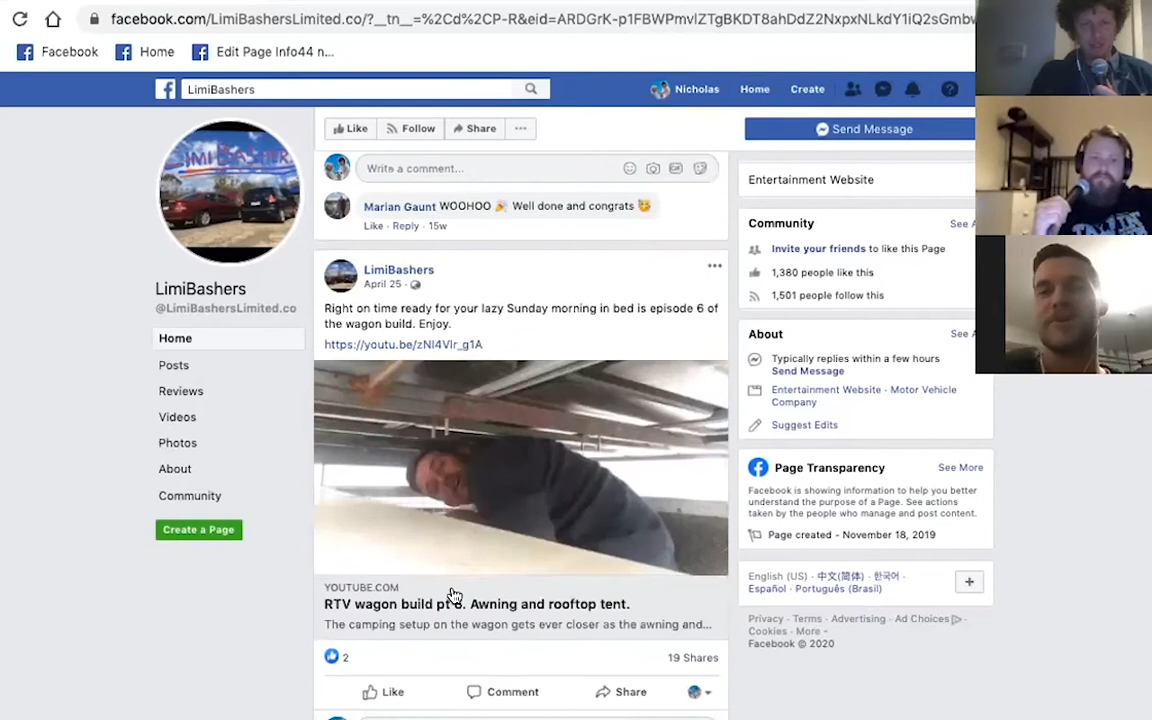 facebook.com/LimiBashersLimited.co/?__tn__=%2Cd%2CP-R&eid=ARDGrK-p1FBWPmvlZTgBKDT8ahDdZ2NxpxNLkdY1iQ2sGmbw
Facebook
Home
Edit Page Info44 n...
LimiBashers
Nicholas
Home
Create
Like
Follow
Share
...
Send Message
LIMIBASHERS
LimiBashers
@LimiBashersLimited.co
Home
Posts
Reviews
Videos
Photos
About
Community
Create a Page
Write a comment...
GIF
Marian Gaunt WOOHOO 🎉 Well done and congrats 🥰
Like · Reply · 15w
LimiBashers
April 25 ·
Right on time ready for your lazy Sunday morning in bed is episode 6 of
the wagon build. Enjoy.
https://youtu.be/zNI4Vlr_g1A
YOUTUBE.COM
RTV wagon build pt 6. Awning and rooftop tent.
The camping setup on the wagon gets ever closer as the awning and...
2
19 Shares
Like
Comment
Share
Entertainment Website
Community
See A
Invite your friends to like this Page
1,380 people like this
1,501 people follow this
About
See A
Typically replies within a few hours
Send Message
Entertainment Website · Motor Vehicle
Company
Suggest Edits
Page Transparency
See More
Facebook is showing information to help you better
understand the purpose of a Page. See actions
taken by the people who manage and post content.
Page created - November 18, 2019
English (US) · 中文(简体) · 한국어 ·
Español · Português (Brasil)
Privacy · Terms · Advertising · Ad Choices ·
Cookies · More ·
Facebook © 2020